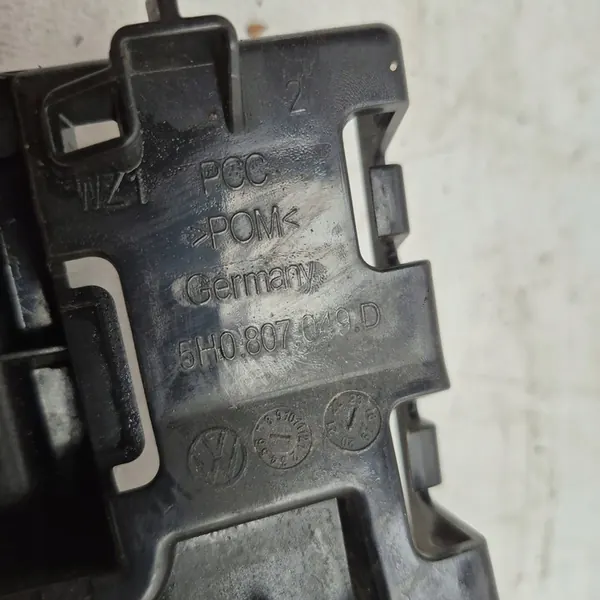 2
WZ1 PCC
>POM<
Germany
5H0.807.049.D